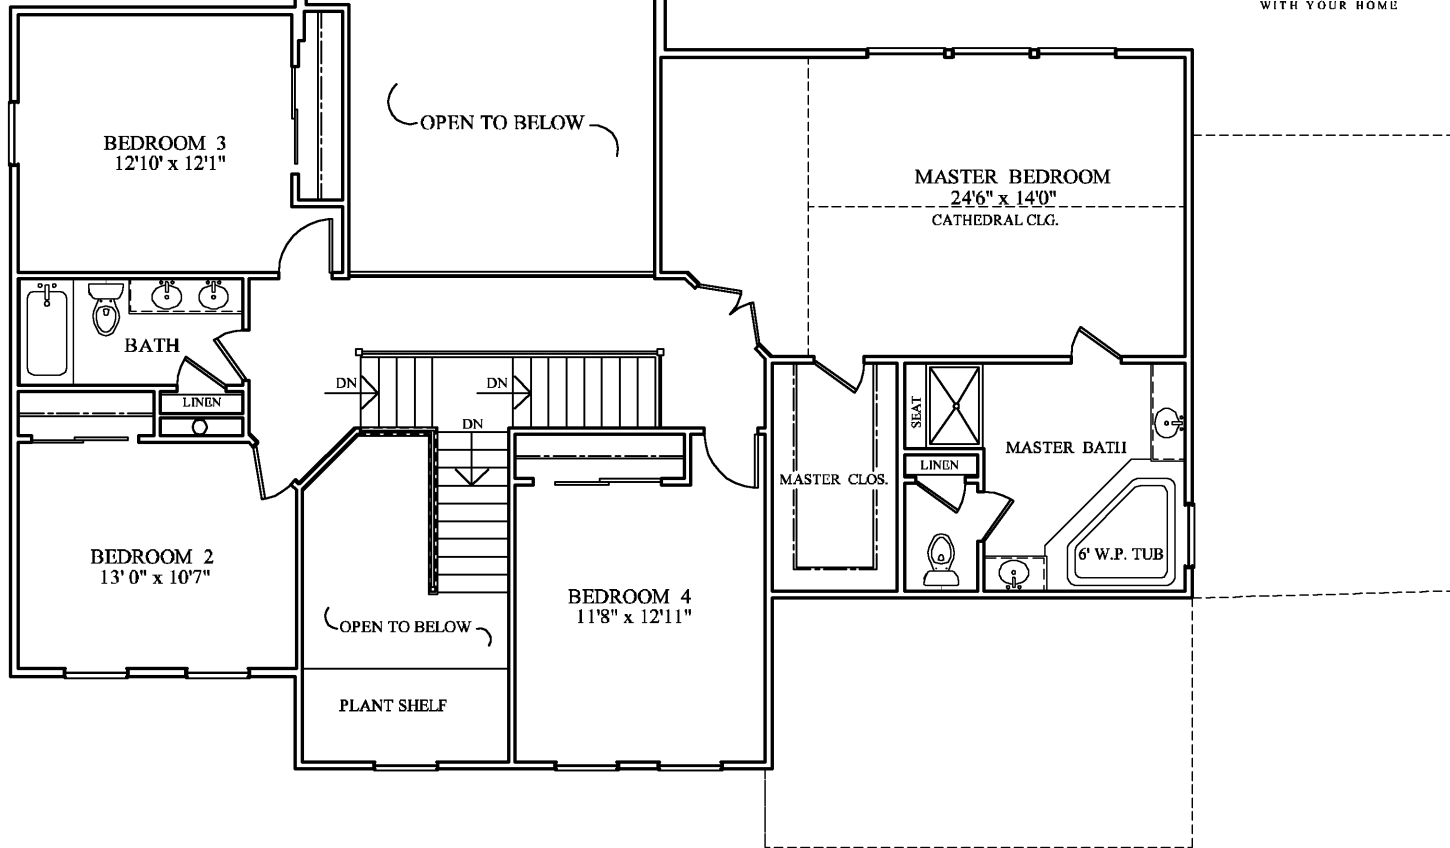 WITH YOUR HOME
BEDROOM 3
12'10' x 12'1"
OPEN TO BELOW
MASTER BEDROOM
24'6" x 14'0"
CATHEDRAL CLG.
BATH
LINEN
DN
DN
DN
SEAT
MASTER BATH
LINEN
MASTER CLOS.
6' W.P. TUB
BEDROOM 2
13' 0" x 10'7"
BEDROOM 4
11'8" x 12'11"
OPEN TO BELOW
PLANT SHELF